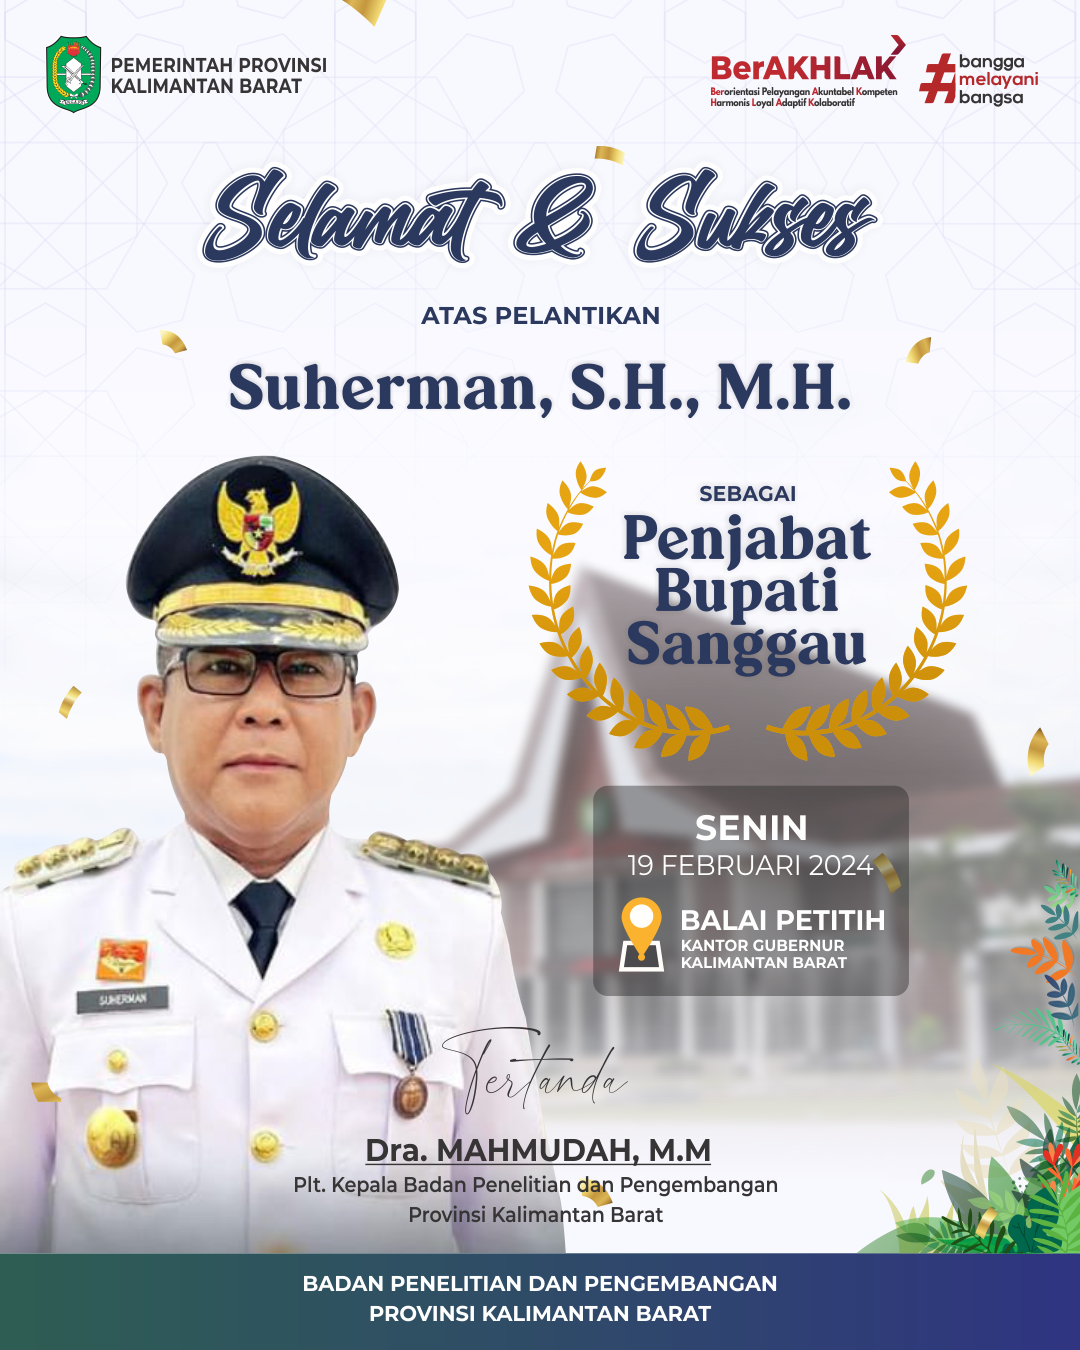 PEMERINTAH PROVINSI
KALIMANTAN BARAT
BerAKHLAK
Berorientasi Pelayangan Akuntabel Kompeten
Harmonis Loyal Adaptif Kolaboratif
#bangga
melayani
bangsa
Selamat & Sukses
ATAS PELANTIKAN
Suherman, S.H., M.H.
SEBAGAI
Penjabat
Bupati
Sanggau
SENIN
19 FEBRUARI 2024
BALAI PETITIH
KANTOR GUBERNUR
KALIMANTAN BARAT
SUHERMAN
Tertanda
Dra. MAHMUDAH, M.M
Plt. Kepala Badan Penelitian dan Pengembangan
Provinsi Kalimantan Barat
BADAN PENELITIAN DAN PENGEMBANGAN
PROVINSI KALIMANTAN BARAT